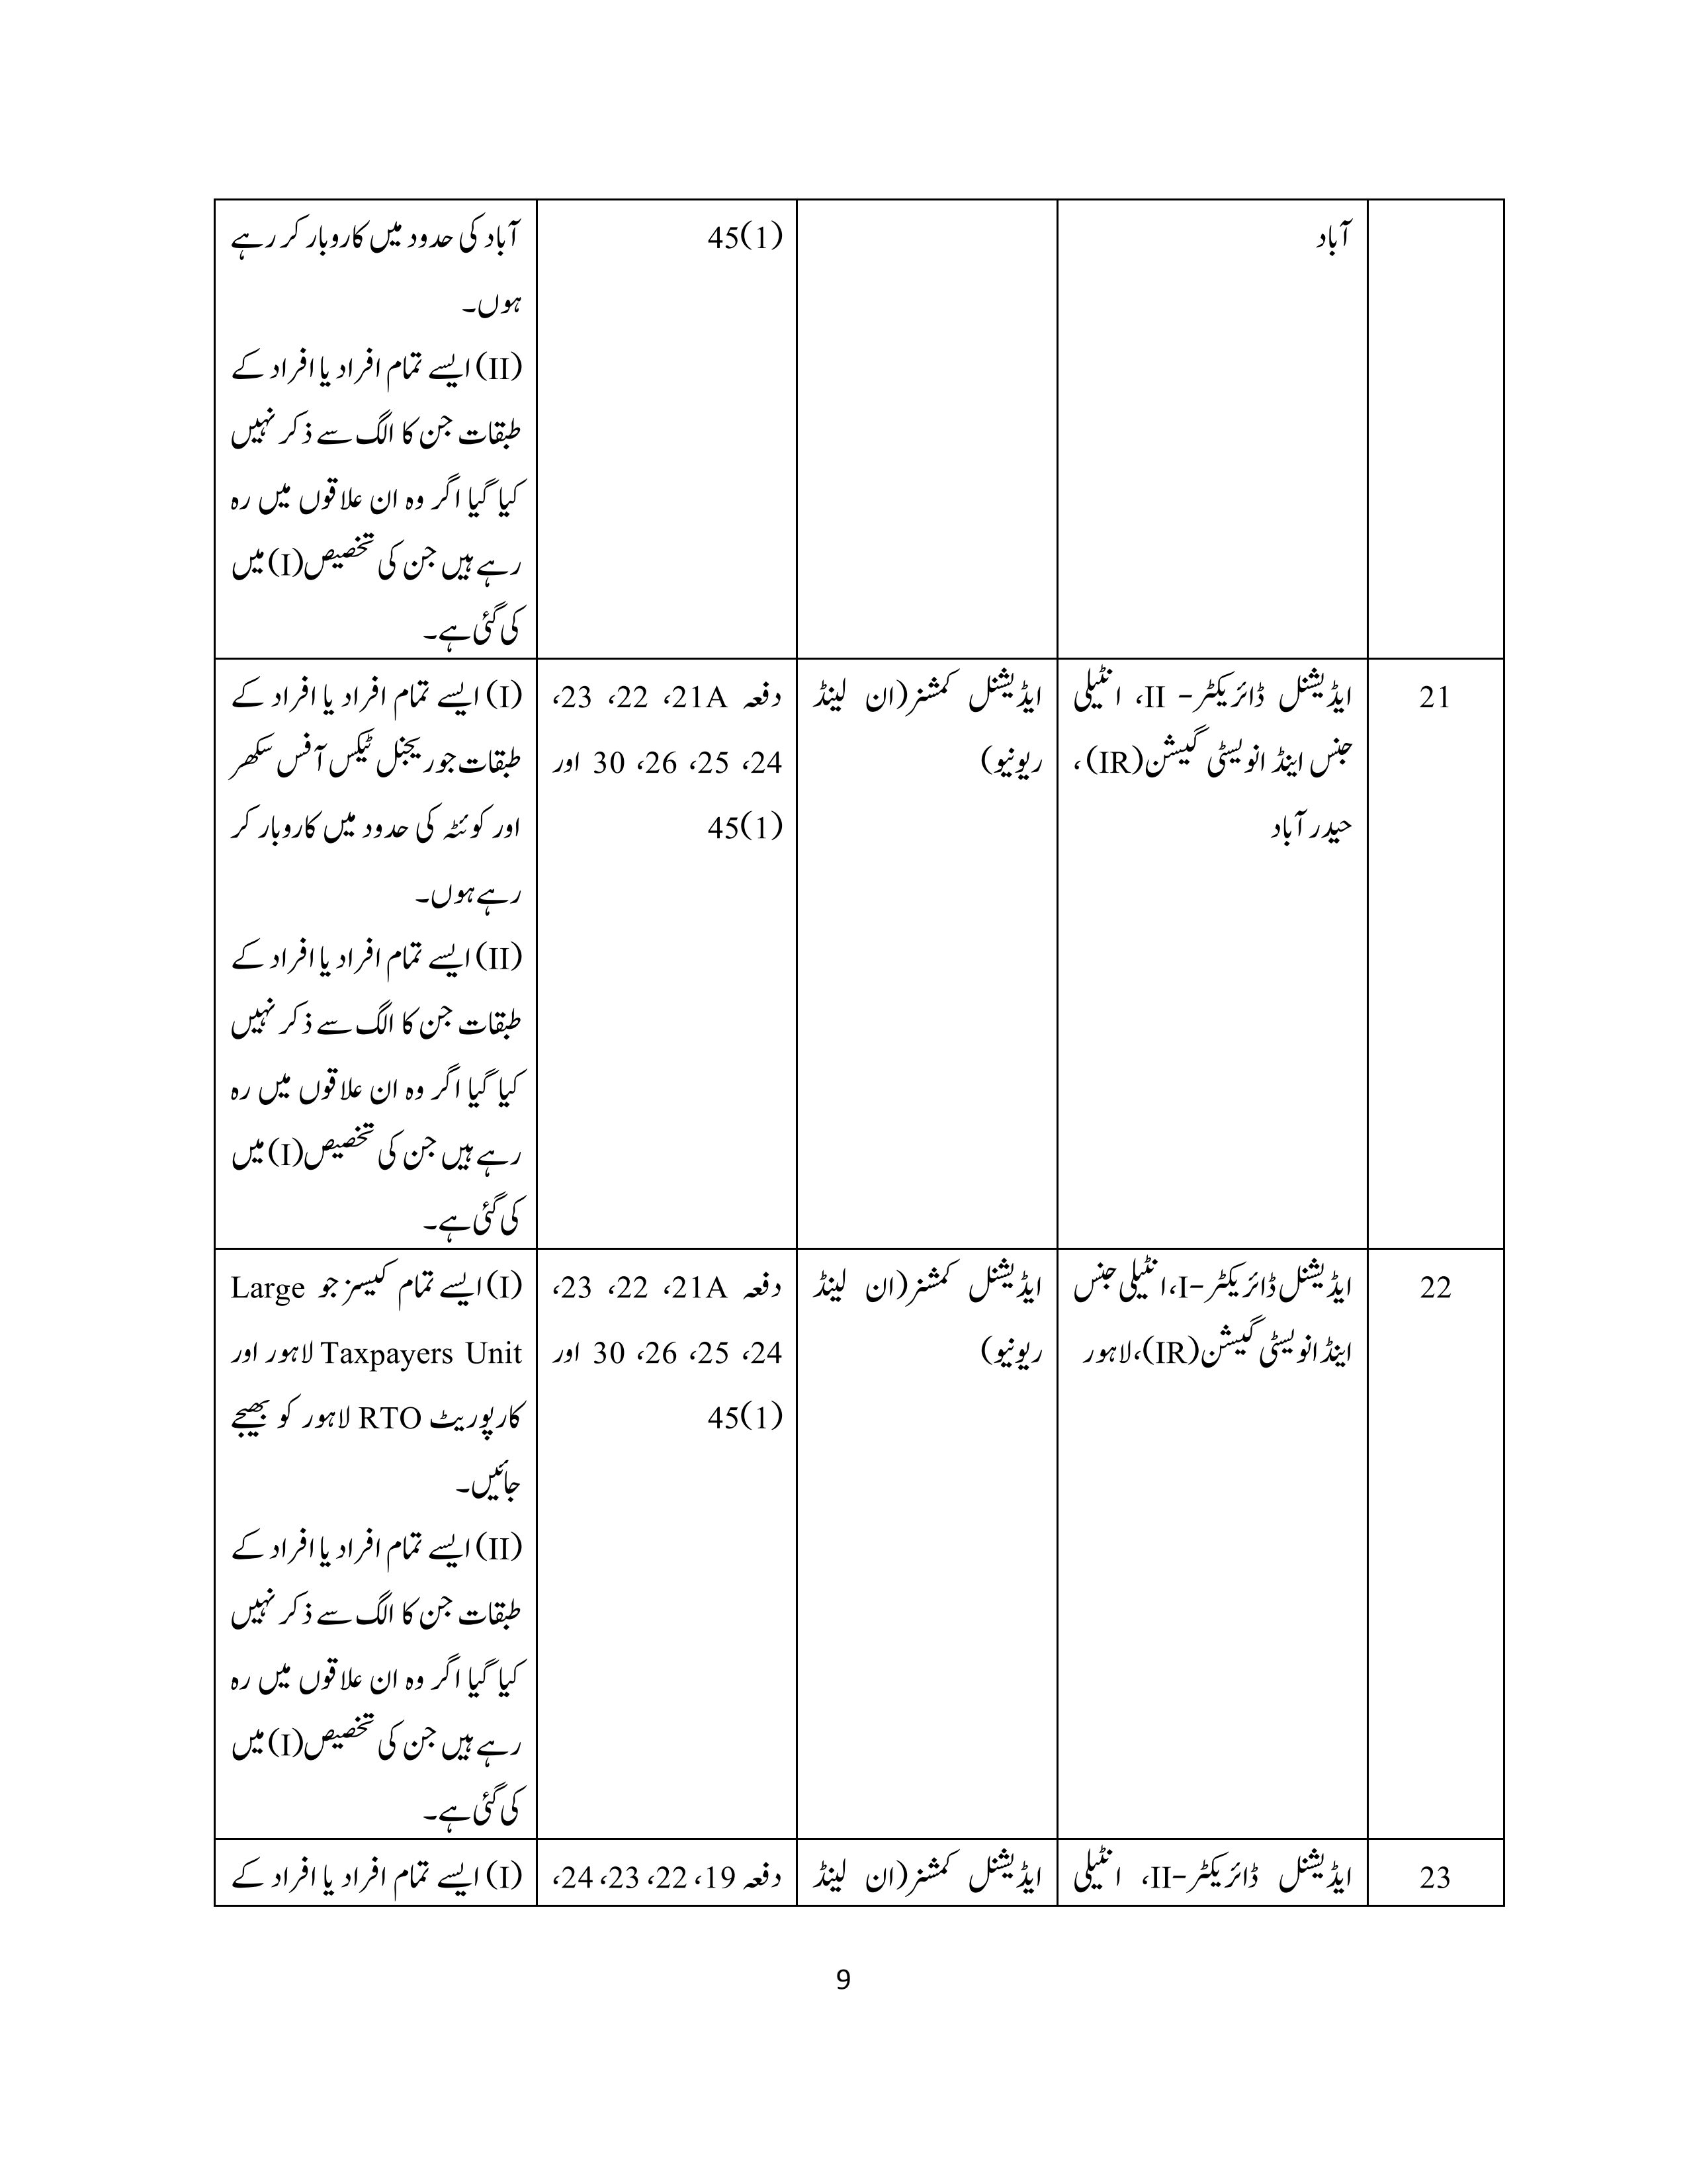 آباد
45(1)
آباد کی حدود میں کاروبار کر رہے
ہوں۔
(II) ایسے تمام افراد یا افراد کے
طبقات جن کا الگ سے ذکر نہیں
کیا گیا اگر وہ ان علاقوں میں رہ
رہے ہیں جن کی تخصیص(I) میں
کی گئی ہے۔
21
ایڈیشنل ڈائریکٹر- II، انٹیلی
جنس اینڈ انویسٹی گیشن(IR)،
حیدر آباد
ایڈیشنل کمشنر(ان لینڈ
ریونیو)
دفعہ 21A، 22، 23،
24، 25، 26، 30 اور
45(1)
(I) ایسے تمام افراد یا افراد کے
طبقات جو ریجنل ٹیکس آفس سکھر
اور کوئٹہ کی حدود میں کاروبار کر
رہے ہوں۔
(II) ایسے تمام افراد یا افراد کے
طبقات جن کا الگ سے ذکر نہیں
کیا گیا اگر وہ ان علاقوں میں رہ
رہے ہیں جن کی تخصیص(I) میں
کی گئی ہے۔
22
ایڈیشنل ڈائریکٹر-I،انٹیلی جنس
اینڈ انویسٹی گیشن(IR)،لاہور
ایڈیشنل کمشنر(ان لینڈ
ریونیو)
دفعہ 21A، 22، 23،
24، 25، 26، 30 اور
45(1)
(I) ایسے تمام کیسز جو Large
Taxpayers Unit لاہور اور
کارپوریٹ RTO لاہور کو بھیجے
جائیں۔
(II) ایسے تمام افراد یا افراد کے
طبقات جن کا الگ سے ذکر نہیں
کیا گیا اگر وہ ان علاقوں میں رہ
رہے ہیں جن کی تخصیص(I) میں
کی گئی ہے۔
23
ایڈیشنل ڈائریکٹر-II، انٹیلی
ایڈیشنل کمشنر(ان لینڈ
دفعہ 19، 22، 23، 24،
(I) ایسے تمام افراد یا افراد کے
9